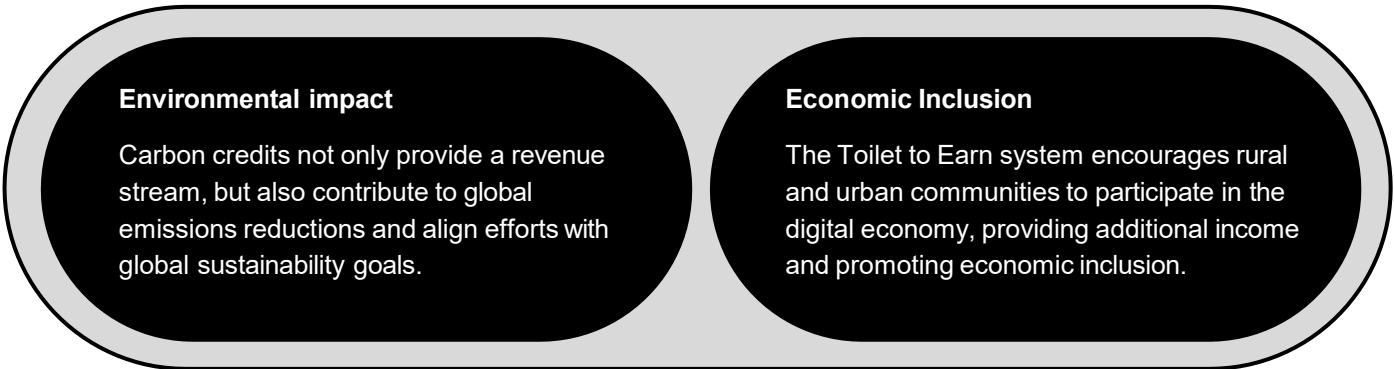 Environmental impact
Carbon credits not only provide a revenue
stream, but also contribute to global
emissions reductions and align efforts with
global sustainability goals.
Economic Inclusion
The Toilet to Earn system encourages rural
and urban communities to participate in the
digital economy, providing additional income
and promoting economic inclusion.